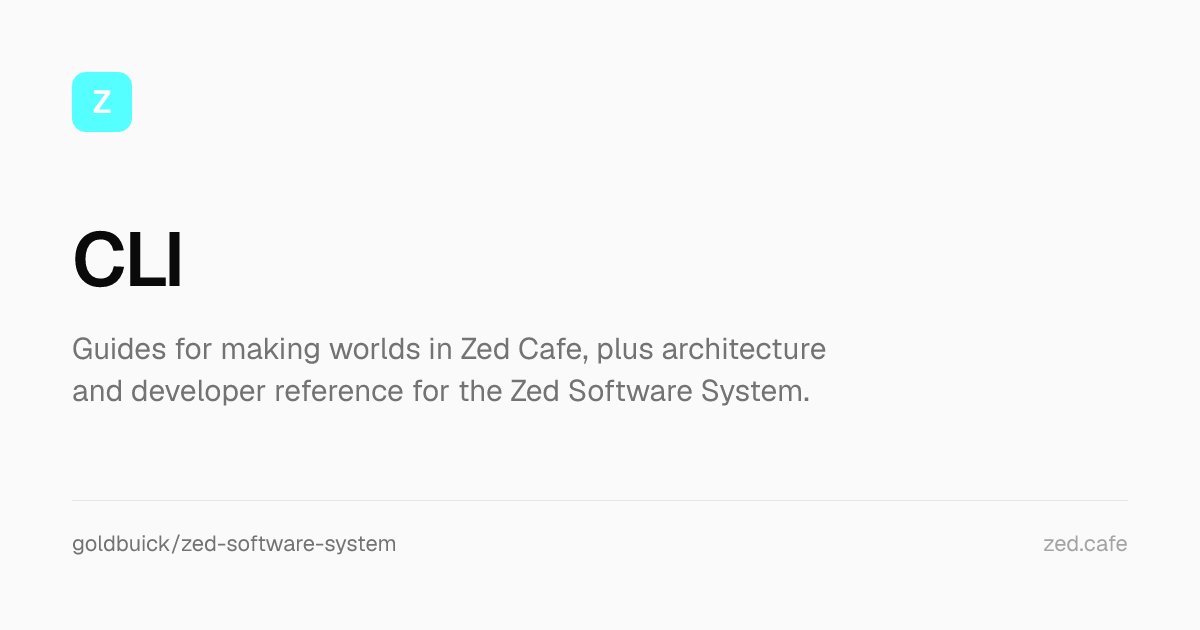 Z
CLI
Guides for making worlds in Zed Cafe, plus architecture
and developer reference for the Zed Software System.
goldbuick/zed-software-system
zed.cafe